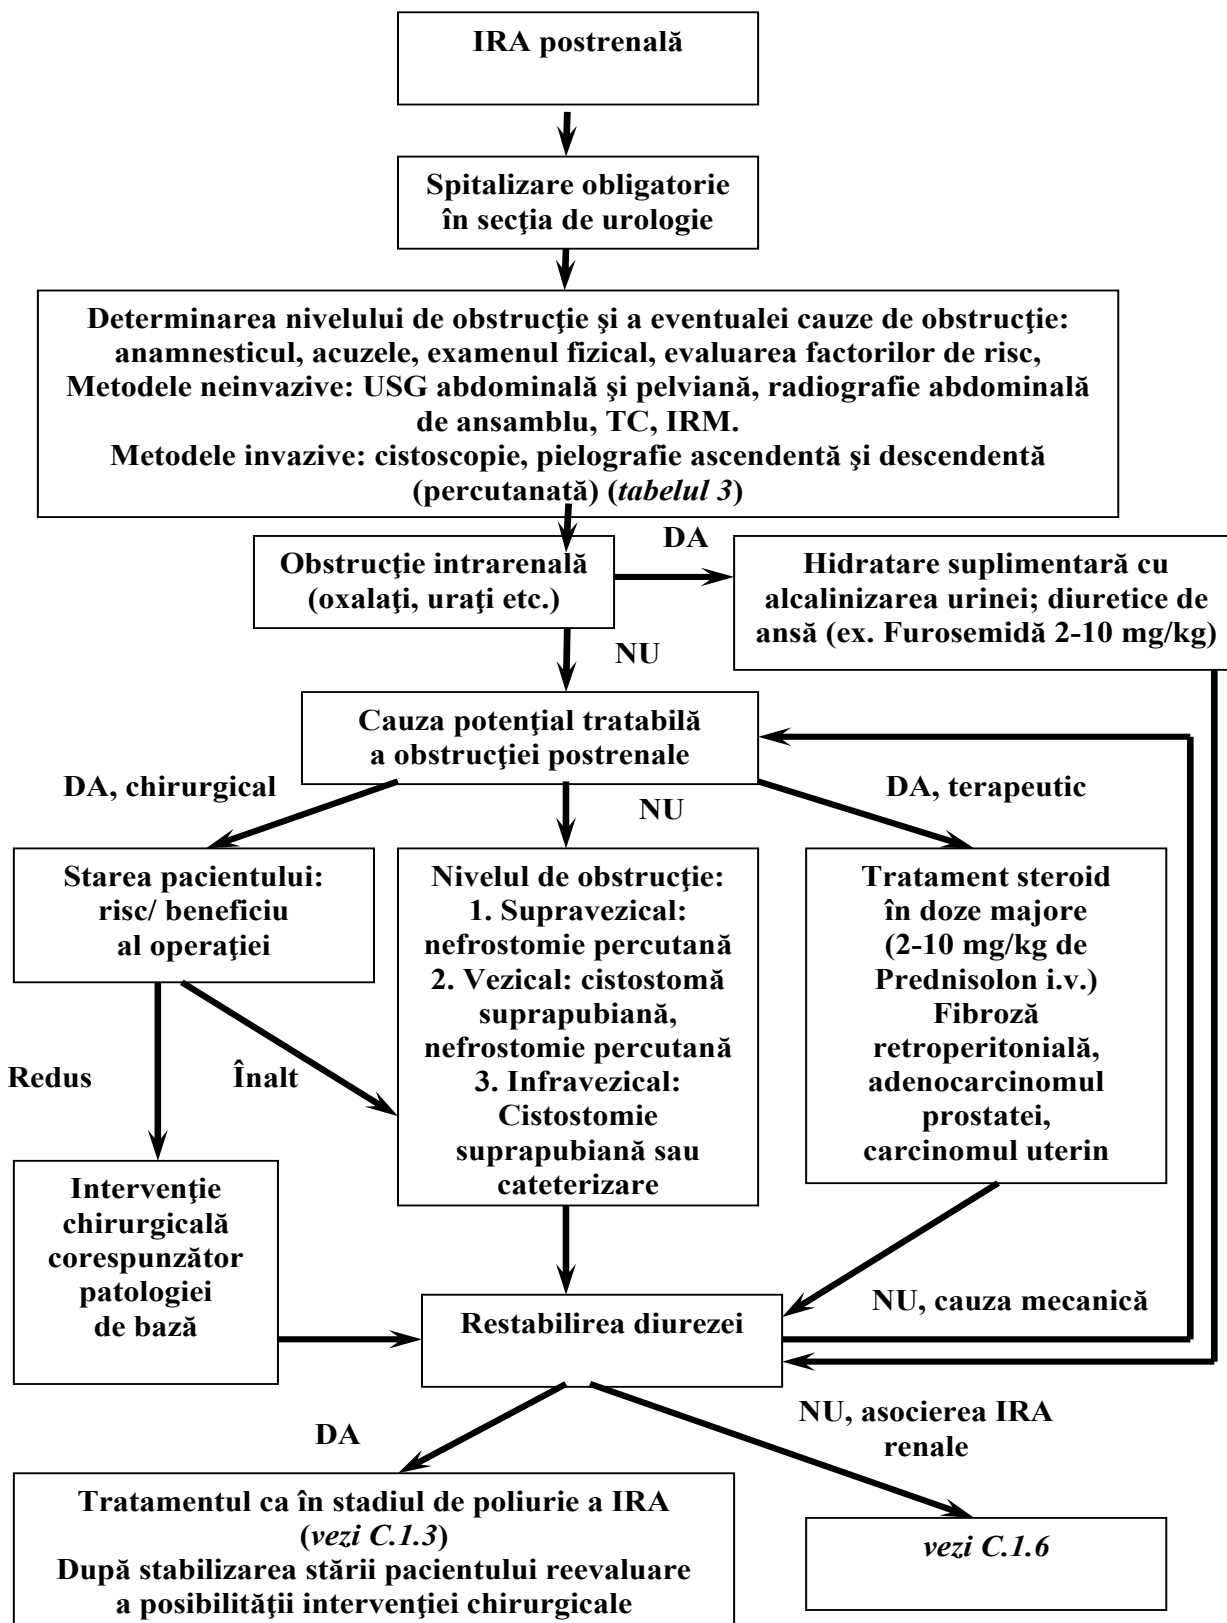 IRA postrenală
Spitalizare obligatorie
în secţia de urologie
Determinarea nivelului de obstrucţie şi a eventualei cauze de obstrucţie:
anamnesticul, acuzele, examenul fizical, evaluarea factorilor de risc,
Metodele neinvazive: USG abdominală şi pelviană, radiografie abdominală
de ansamblu, TC, IRM.
Metodele invazive: cistoscopie, pielografie ascendentă şi descendentă
(percutanată) (tabelul 3)
Obstrucţie intrarenală
(oxalaţi, uraţi etc.)
DA
Hidratare suplimentară cu
alcalinizarea urinei; diuretice de
ansă (ex. Furosemidă 2-10 mg/kg)
NU
Cauza potenţial tratabilă
a obstrucţiei postrenale
DA, chirurgical
NU
DA, terapeutic
Starea pacientului:
risc/ beneficiu
al operaţiei
Nivelul de obstrucţie:
1. Supravezical:
nefrostomie percutană
2. Vezical: cistostomă
suprapubiană,
nefrostomie percutană
3. Infravezical:
Cistostomie
suprapubiană sau
cateterizare
Tratament steroid
în doze majore
(2-10 mg/kg de
Prednisolon i.v.)
Fibroză
retroperitonială,
adenocarcinomul
prostatei,
carcinomul uterin
Redus
Înalt
Intervenţie
chirurgicală
corespunzător
patologiei
de bază
Restabilirea diurezei
NU, cauza mecanică
DA
NU, asocierea IRA
renale
Tratamentul ca în stadiul de poliurie a IRA
(vezi C.1.3)
După stabilizarea stării pacientului reevaluare
a posibilităţii intervenţiei chirurgicale
vezi C.1.6